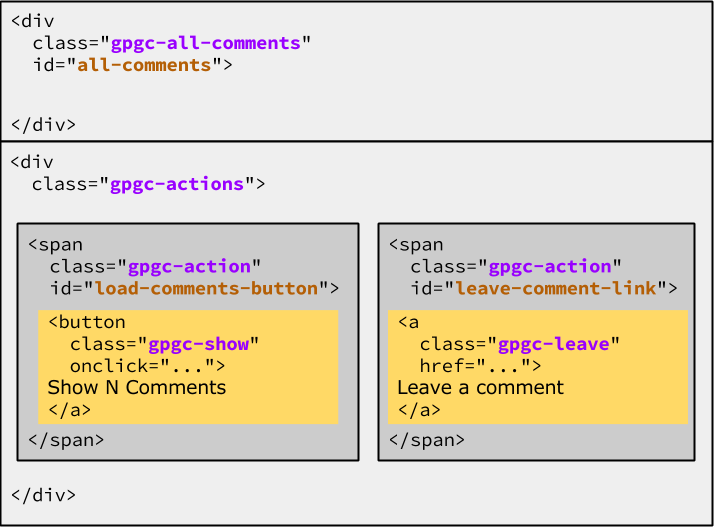 <div
class="gpgc-all-comments"
id="all-comments">
</div>
<div
class="gpgc-actions">
<span
class="gpgc-action"
id="load-comments-button">
<button
class="gpgc-show"
onclick="...">
Show N Comments
</a>
</span>
<span
class="gpgc-action"
id="leave-comment-link">
<a
class="gpgc-leave"
href="...">
Leave a comment
</a>
</span>
</div>